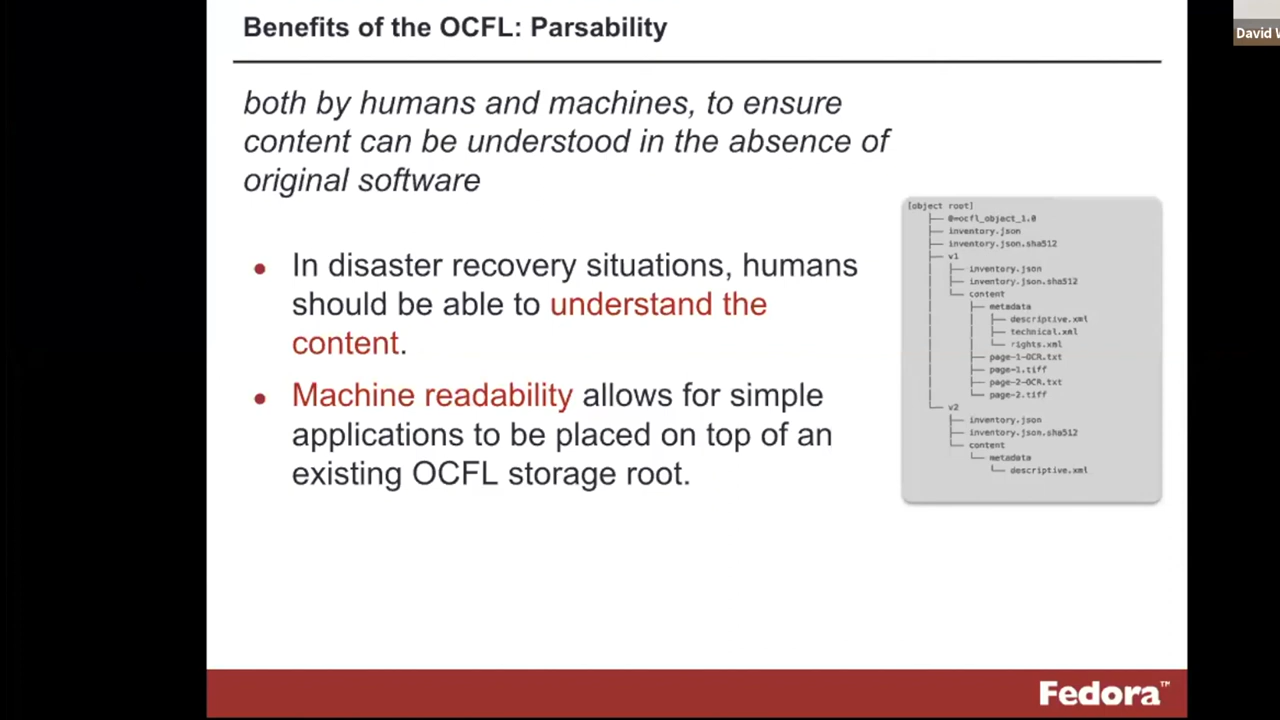 Benefits of the OCFL: Parsability
David W
both by humans and machines, to ensure
content can be understood in the absence of
original software
• In disaster recovery situations, humans
should be able to understand the
content.
• Machine readability allows for simple
applications to be placed on top of an
existing OCFL storage root.
[object root]
├── 0=ocfl_object_1.0
├── inventory.json
├── inventory.json.sha512
├── v1
│   ├── inventory.json
│   ├── inventory.json.sha512
│   └── content
│       ├── metadata
│       │   ├── descriptive.xml
│       │   ├── technical.xml
│       │   └── rights.xml
│       ├── page-1-OCR.txt
│       ├── page-1.tiff
│       ├── page-2-OCR.txt
│       └── page-2.tiff
└── v2
    ├── inventory.json
    ├── inventory.json.sha512
    └── content
        └── metadata
            └── descriptive.xml
Fedora™